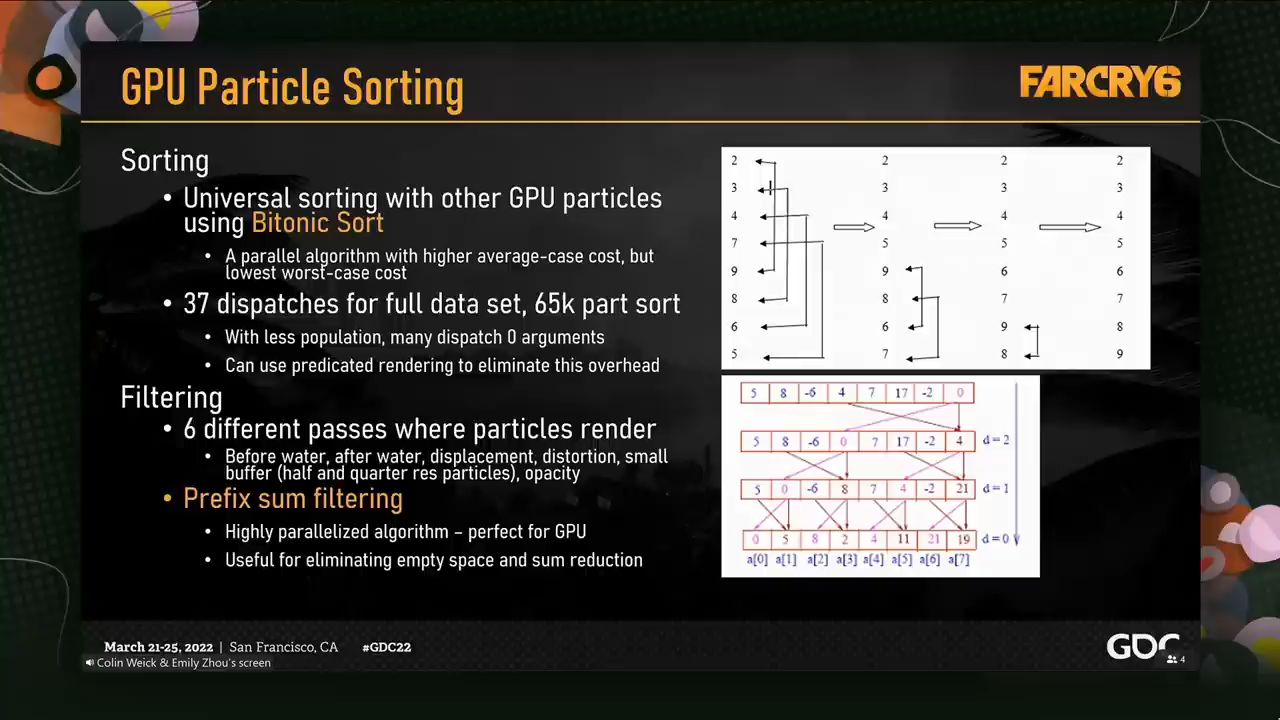 GPU Particle Sorting
FARCRY6
Sorting
• Universal sorting with other GPU particles
using Bitonic Sort
• A parallel algorithm with higher average-case cost, but
lowest worst-case cost
• 37 dispatches for full data set, 65k part sort
• With less population, many dispatch 0 arguments
• Can use predicated rendering to eliminate this overhead
Filtering
• 6 different passes where particles render
• Before water, after water, displacement, distortion, small
buffer (half and quarter res particles), opacity
• Prefix sum filtering
• Highly parallelized algorithm – perfect for GPU
• Useful for eliminating empty space and sum reduction
2 2 2 2
3 3 3 3
4 4 4 4
7 5 5 5
9 9 6 6
8 8 7 7
6 6 9 8
5 7 8 9
5 8 -6 4 7 17 -2 0
5 8 -6 0 7 17 -2 4 d = 2
5 0 -6 8 7 4 -2 21 d = 1
0 5 8 2 4 11 21 19 d = 0
a[0] a[1] a[2] a[3] a[4] a[5] a[6] a[7]
March 21-25, 2022 | San Francisco, CA #GDC22
GDC
Colin Weick & Emily Zhou's screen
4